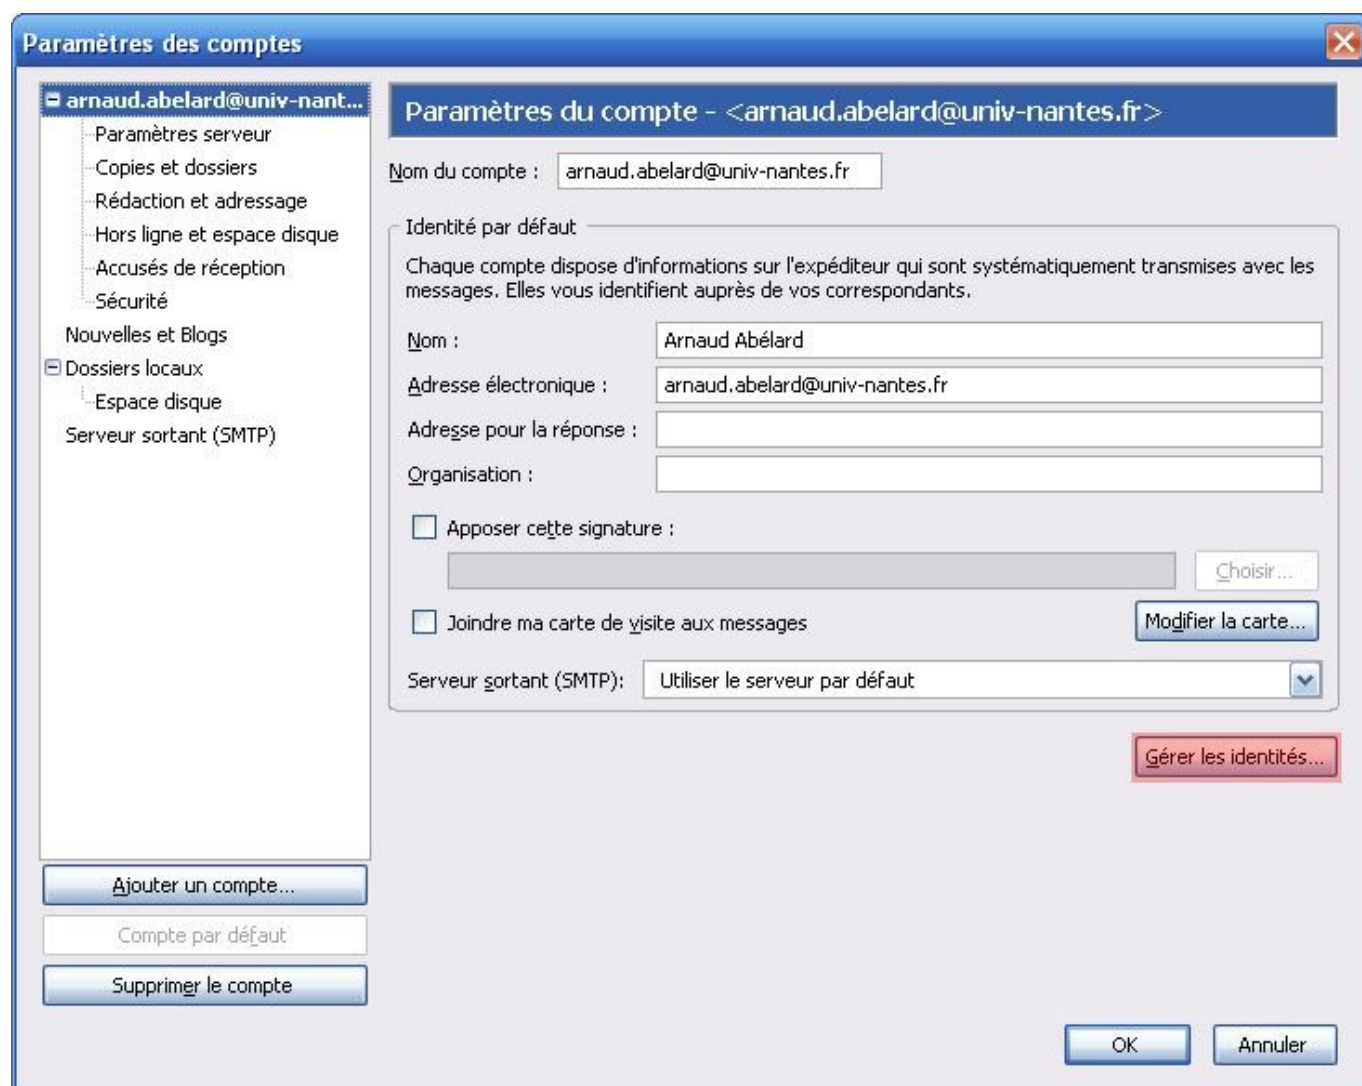 Paramètres des comptes
arnaud.abelard@univ-nant...
Paramètres serveur
Copies et dossiers
Rédaction et adressage
Hors ligne et espace disque
Accusés de réception
Sécurité
Nouvelles et Blogs
Dossiers locaux
Espace disque
Serveur sortant (SMTP)
Ajouter un compte...
Compte par défaut
Supprimer le compte
Paramètres du compte - <arnaud.abelard@univ-nantes.fr>
Nom du compte : arnaud.abelard@univ-nantes.fr
Identité par défaut
Chaque compte dispose d'informations sur l'expéditeur qui sont systématiquement transmises avec les
messages. Elles vous identifient auprès de vos correspondants.
Nom : Arnaud Abélard
Adresse électronique : arnaud.abelard@univ-nantes.fr
Adresse pour la réponse :
Organisation :
Apposer cette signature :
Choisir...
Joindre ma carte de visite aux messages Modifier la carte...
Serveur sortant (SMTP): Utiliser le serveur par défaut
Gérer les identités...
OK Annuler